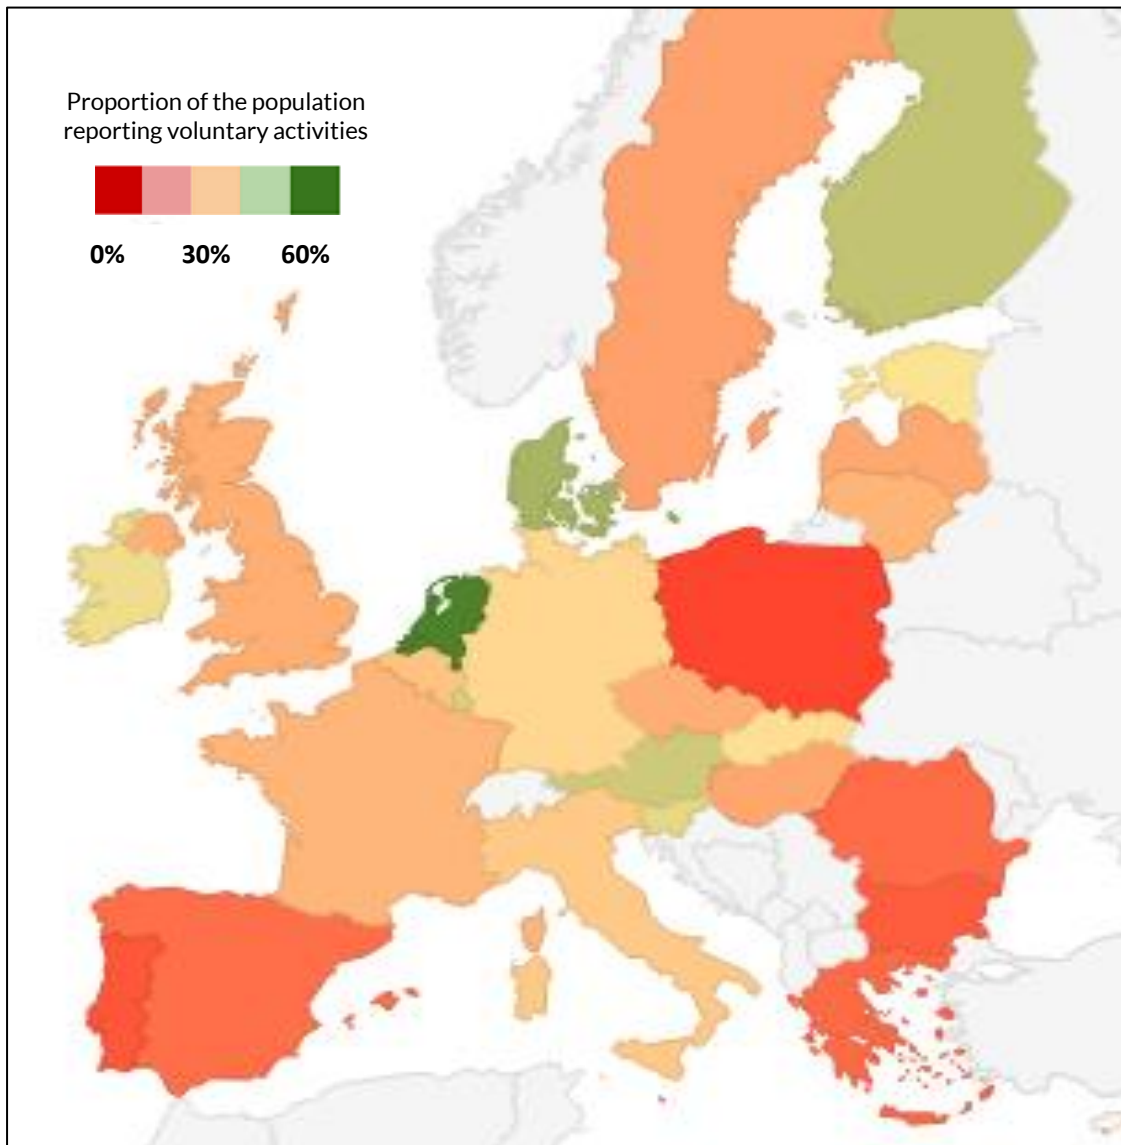 Proportion of the population
reporting voluntary activities
0% 30% 60%